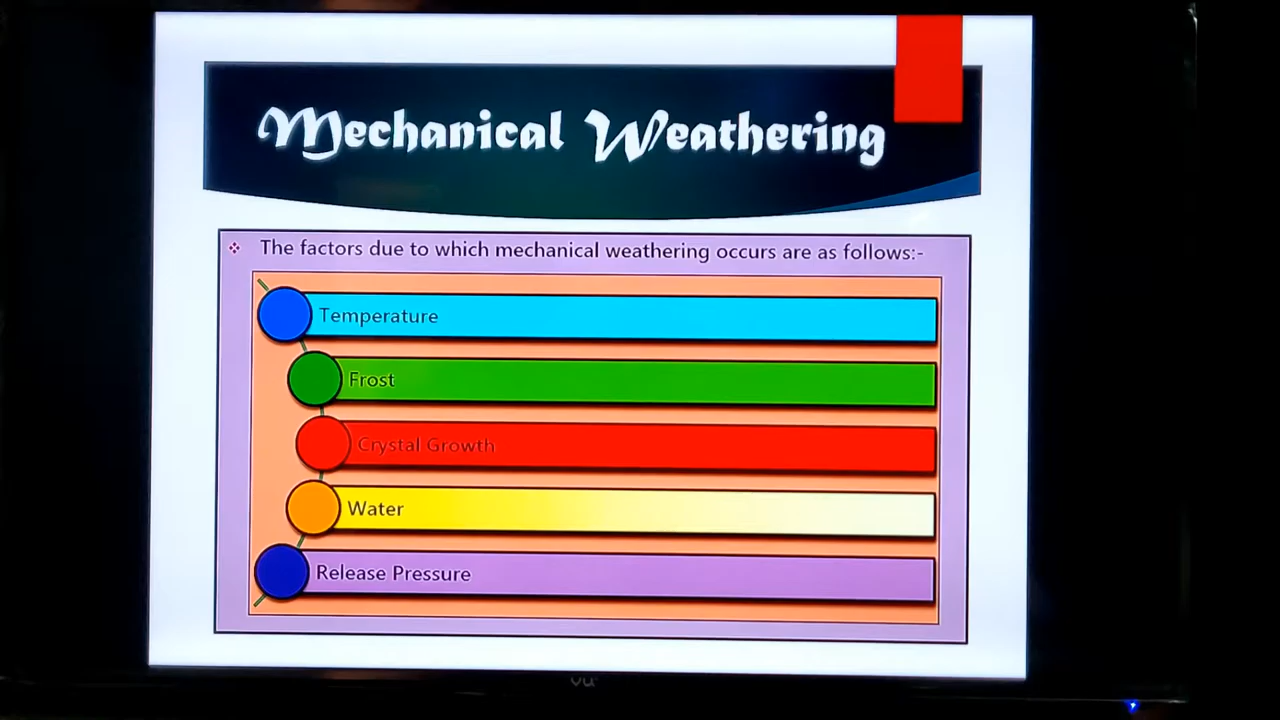 Mechanical Weathering
The factors due to which mechanical weathering occurs are as follows:-
Temperature
Frost
Crystal Growth
Water
Release Pressure
Vu